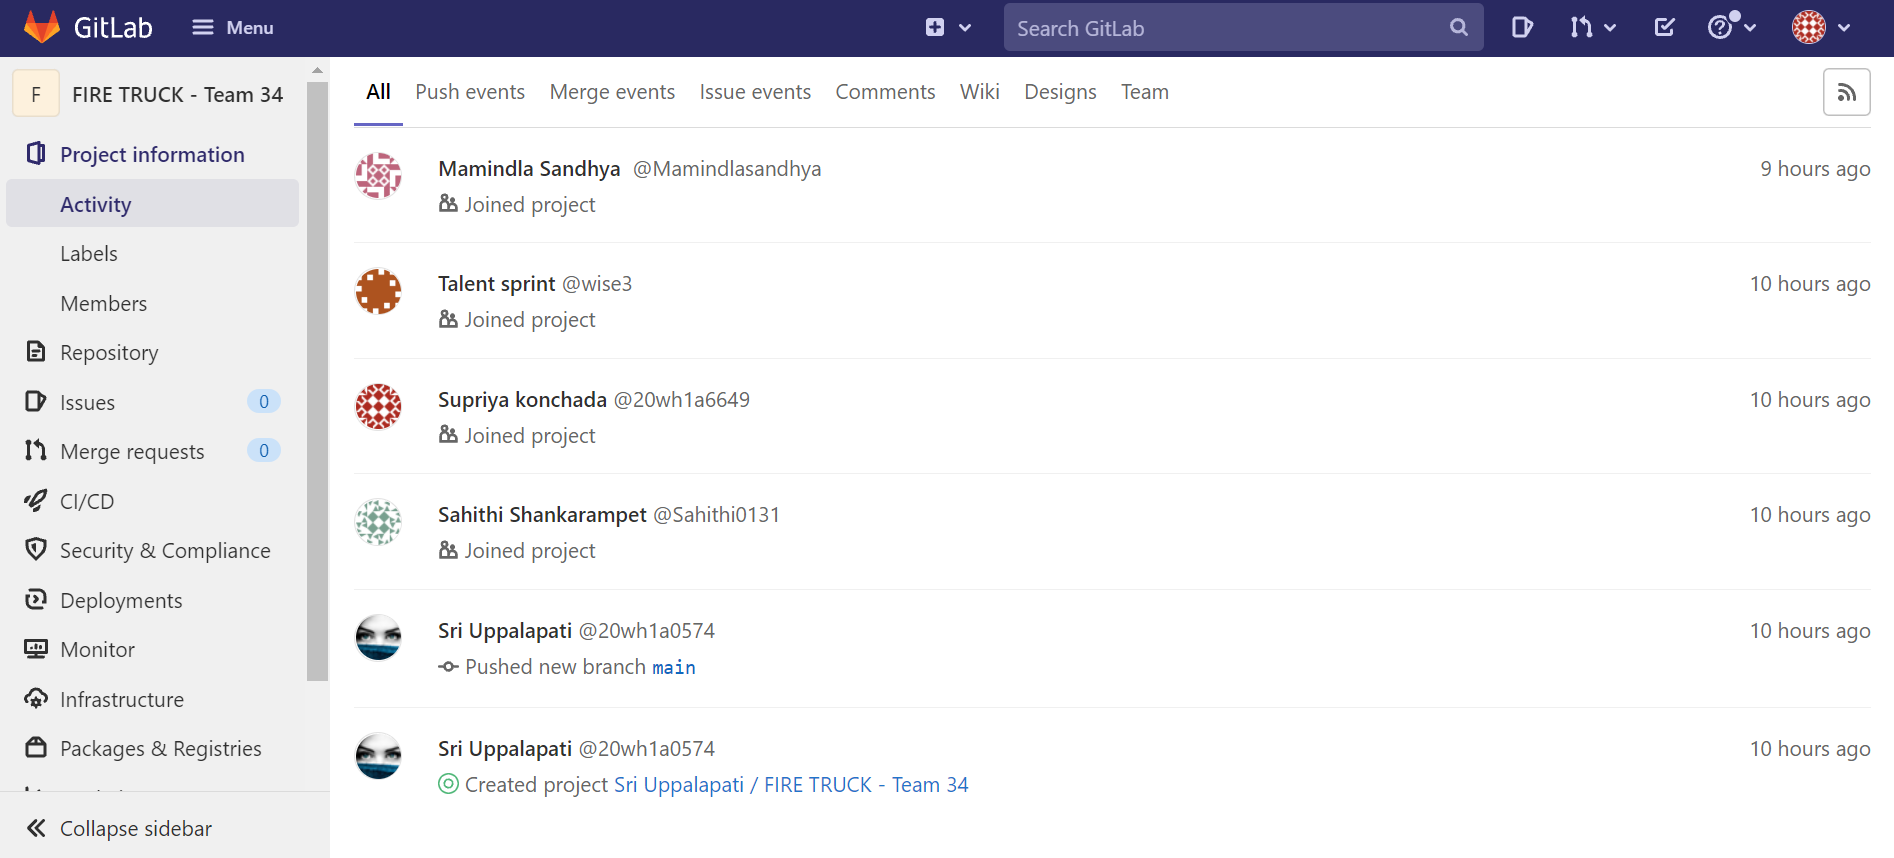 GitLab Menu Search GitLab
F FIRE TRUCK - Team 34
Project information
Activity
Labels
Members
Repository
Issues 0
Merge requests 0
CI/CD
Security & Compliance
Deployments
Monitor
Infrastructure
Packages & Registries
Collapse sidebar
All Push events Merge events Issue events Comments Wiki Designs Team
Mamindla Sandhya @Mamindlasandhya 9 hours ago
Joined project
Talent sprint @wise3 10 hours ago
Joined project
Supriya konchada @20wh1a6649 10 hours ago
Joined project
Sahithi Shankarampet @Sahithi0131 10 hours ago
Joined project
Sri Uppalapati @20wh1a0574 10 hours ago
Pushed new branch main
Sri Uppalapati @20wh1a0574 10 hours ago
Created project Sri Uppalapati / FIRE TRUCK - Team 34